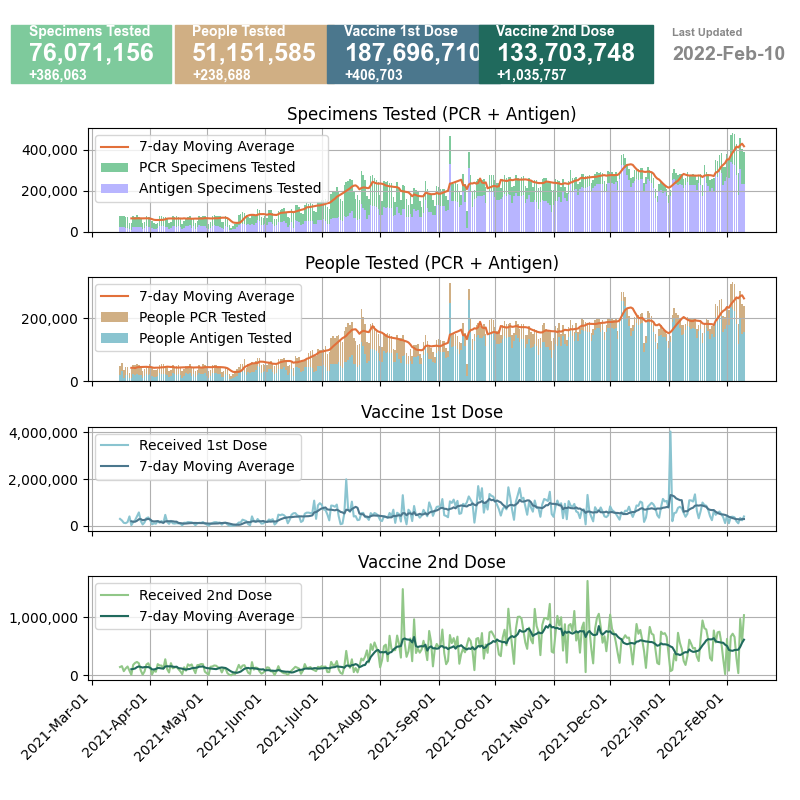 Specimens Tested
76,071,156
+386,063
People Tested
51,151,585
+238,688
Vaccine 1st Dose
187,696,710
+406,703
Vaccine 2nd Dose
133,703,748
+1,035,757
Last Updated
2022-Feb-10
Specimens Tested (PCR + Antigen)
400,000
200,000
0
7-day Moving Average
PCR Specimens Tested
Antigen Specimens Tested
People Tested (PCR + Antigen)
200,000
0
7-day Moving Average
People PCR Tested
People Antigen Tested
Vaccine 1st Dose
4,000,000
2,000,000
0
Received 1st Dose
7-day Moving Average
Vaccine 2nd Dose
1,000,000
0
Received 2nd Dose
7-day Moving Average
2021-Mar-01
2021-Apr-01
2021-May-01
2021-Jun-01
2021-Jul-01
2021-Aug-01
2021-Sep-01
2021-Oct-01
2021-Nov-01
2021-Dec-01
2022-Jan-01
2022-Feb-01